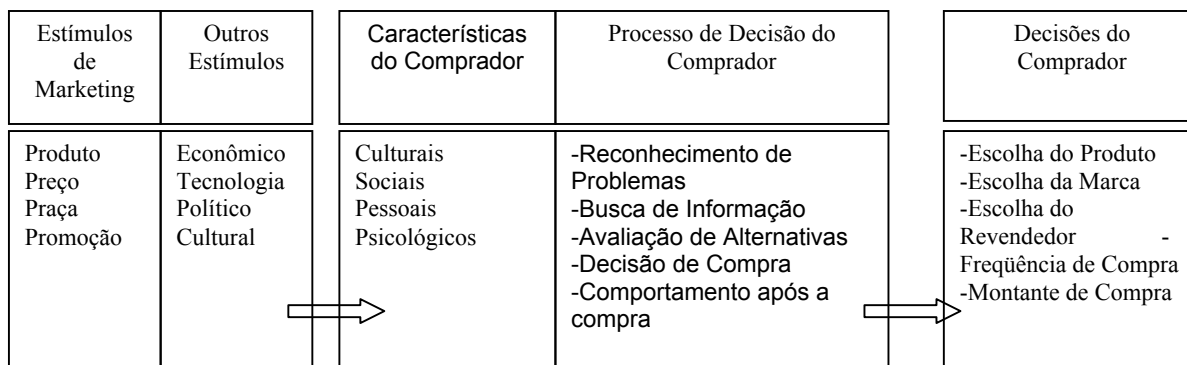 Estímulos
de
Marketing
Outros
Estímulos
Características
do Comprador
Processo de Decisão do
Comprador
Decisões do
Comprador
Produto
Preço
Praça
Promoção
Econômico
Tecnologia
Político
Cultural
Culturais
Sociais
Pessoais
Psicológicos
-Reconhecimento de
Problemas
-Busca de Informação
-Avaliação de Alternativas
-Decisão de Compra
-Comportamento após a
compra
-Escolha do Produto
-Escolha da Marca
-Escolha do
Revendedor -
Freqüência de Compra
-Montante de Compra